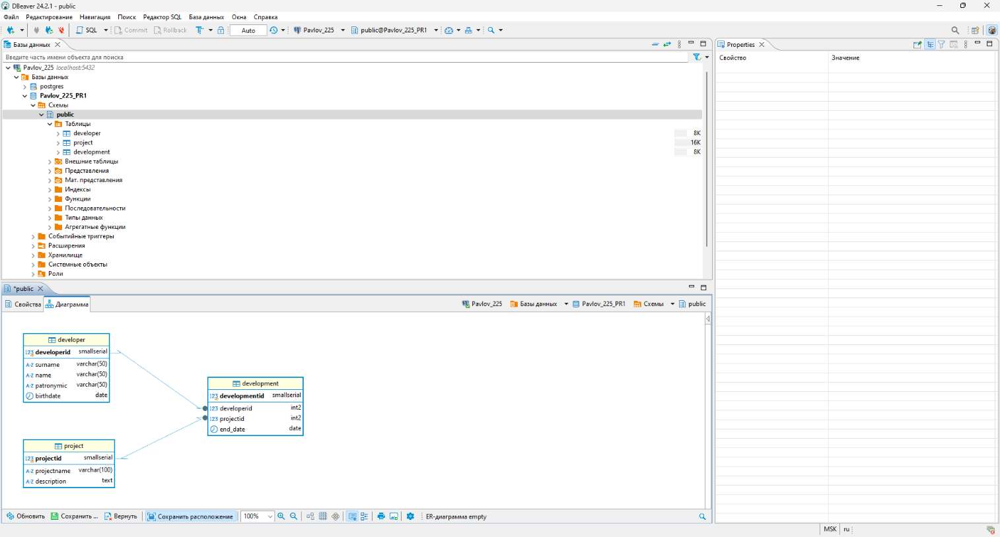 DBeaver 24.2.1 - public
Файл Редактирование Навигация Поиск Редактор SQL База данных Окна Справка
SQL Commit Rollback Auto Pavlov_225 public@Pavlov_225_PR1
Базы данных
Введите часть имени объекта для поиска
Pavlov_225 localhost:5432
Базы данных
postgres
Pavlov_225_PR1
Схемы
public
Таблицы
developer 8K
project 16K
development 8K
Внешние таблицы
Представления
Мат. представления
Индексы
Функции
Последовательности
Типы данных
Агрегатные функции
Событийные триггеры
Расширения
Хранилище
Системные объекты
Роли
Properties
Свойство Значение
*public
Свойства Диаграмма Pavlov_225 Базы данных Pavlov_225_PR1 Схемы public
developer
123 developerid smallserial
A-Z surname varchar(50)
A-Z name varchar(50)
A-Z patronymic varchar(50)
birthdate date
development
123 developmentid smallserial
123 developerid int2
123 projectid int2
end_date date
project
123 projectid smallserial
A-Z projectname varchar(100)
A-Z description text
Обновить Сохранить ... Вернуть Сохранить расположение 100% ER-диаграмма empty
MSK ru